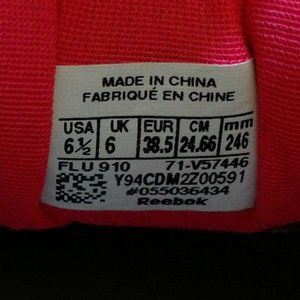 MADE IN CHINA
FABRIQUÉ EN CHINE
USA UK EUR CM mm
6½ 6 38.5 24.66 246
FLU 910 71-V57446
Y94CDM2Z00591
#055036434
Reebok